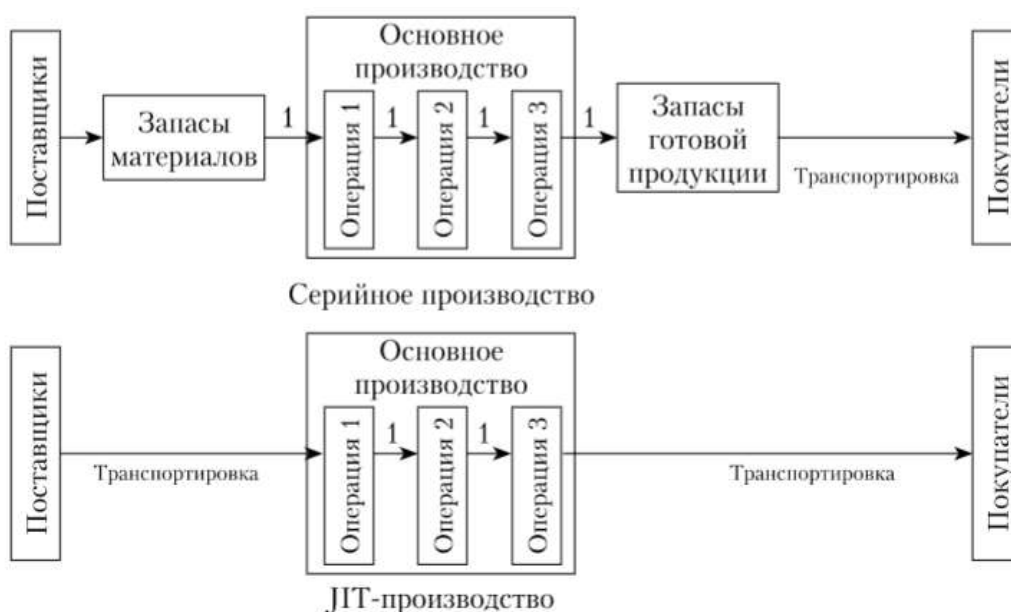 Поставщики
Запасы
материалов
1
Основное
производство
Операция 1
1
Операция 2
1
Операция 3
1
Запасы
готовой
продукции
Транспортировка
Покупатели
Серийное производство
Поставщики
Транспортировка
Основное
производство
Операция 1
1
Операция 2
1
Операция 3
Транспортировка
Покупатели
JIT-производство